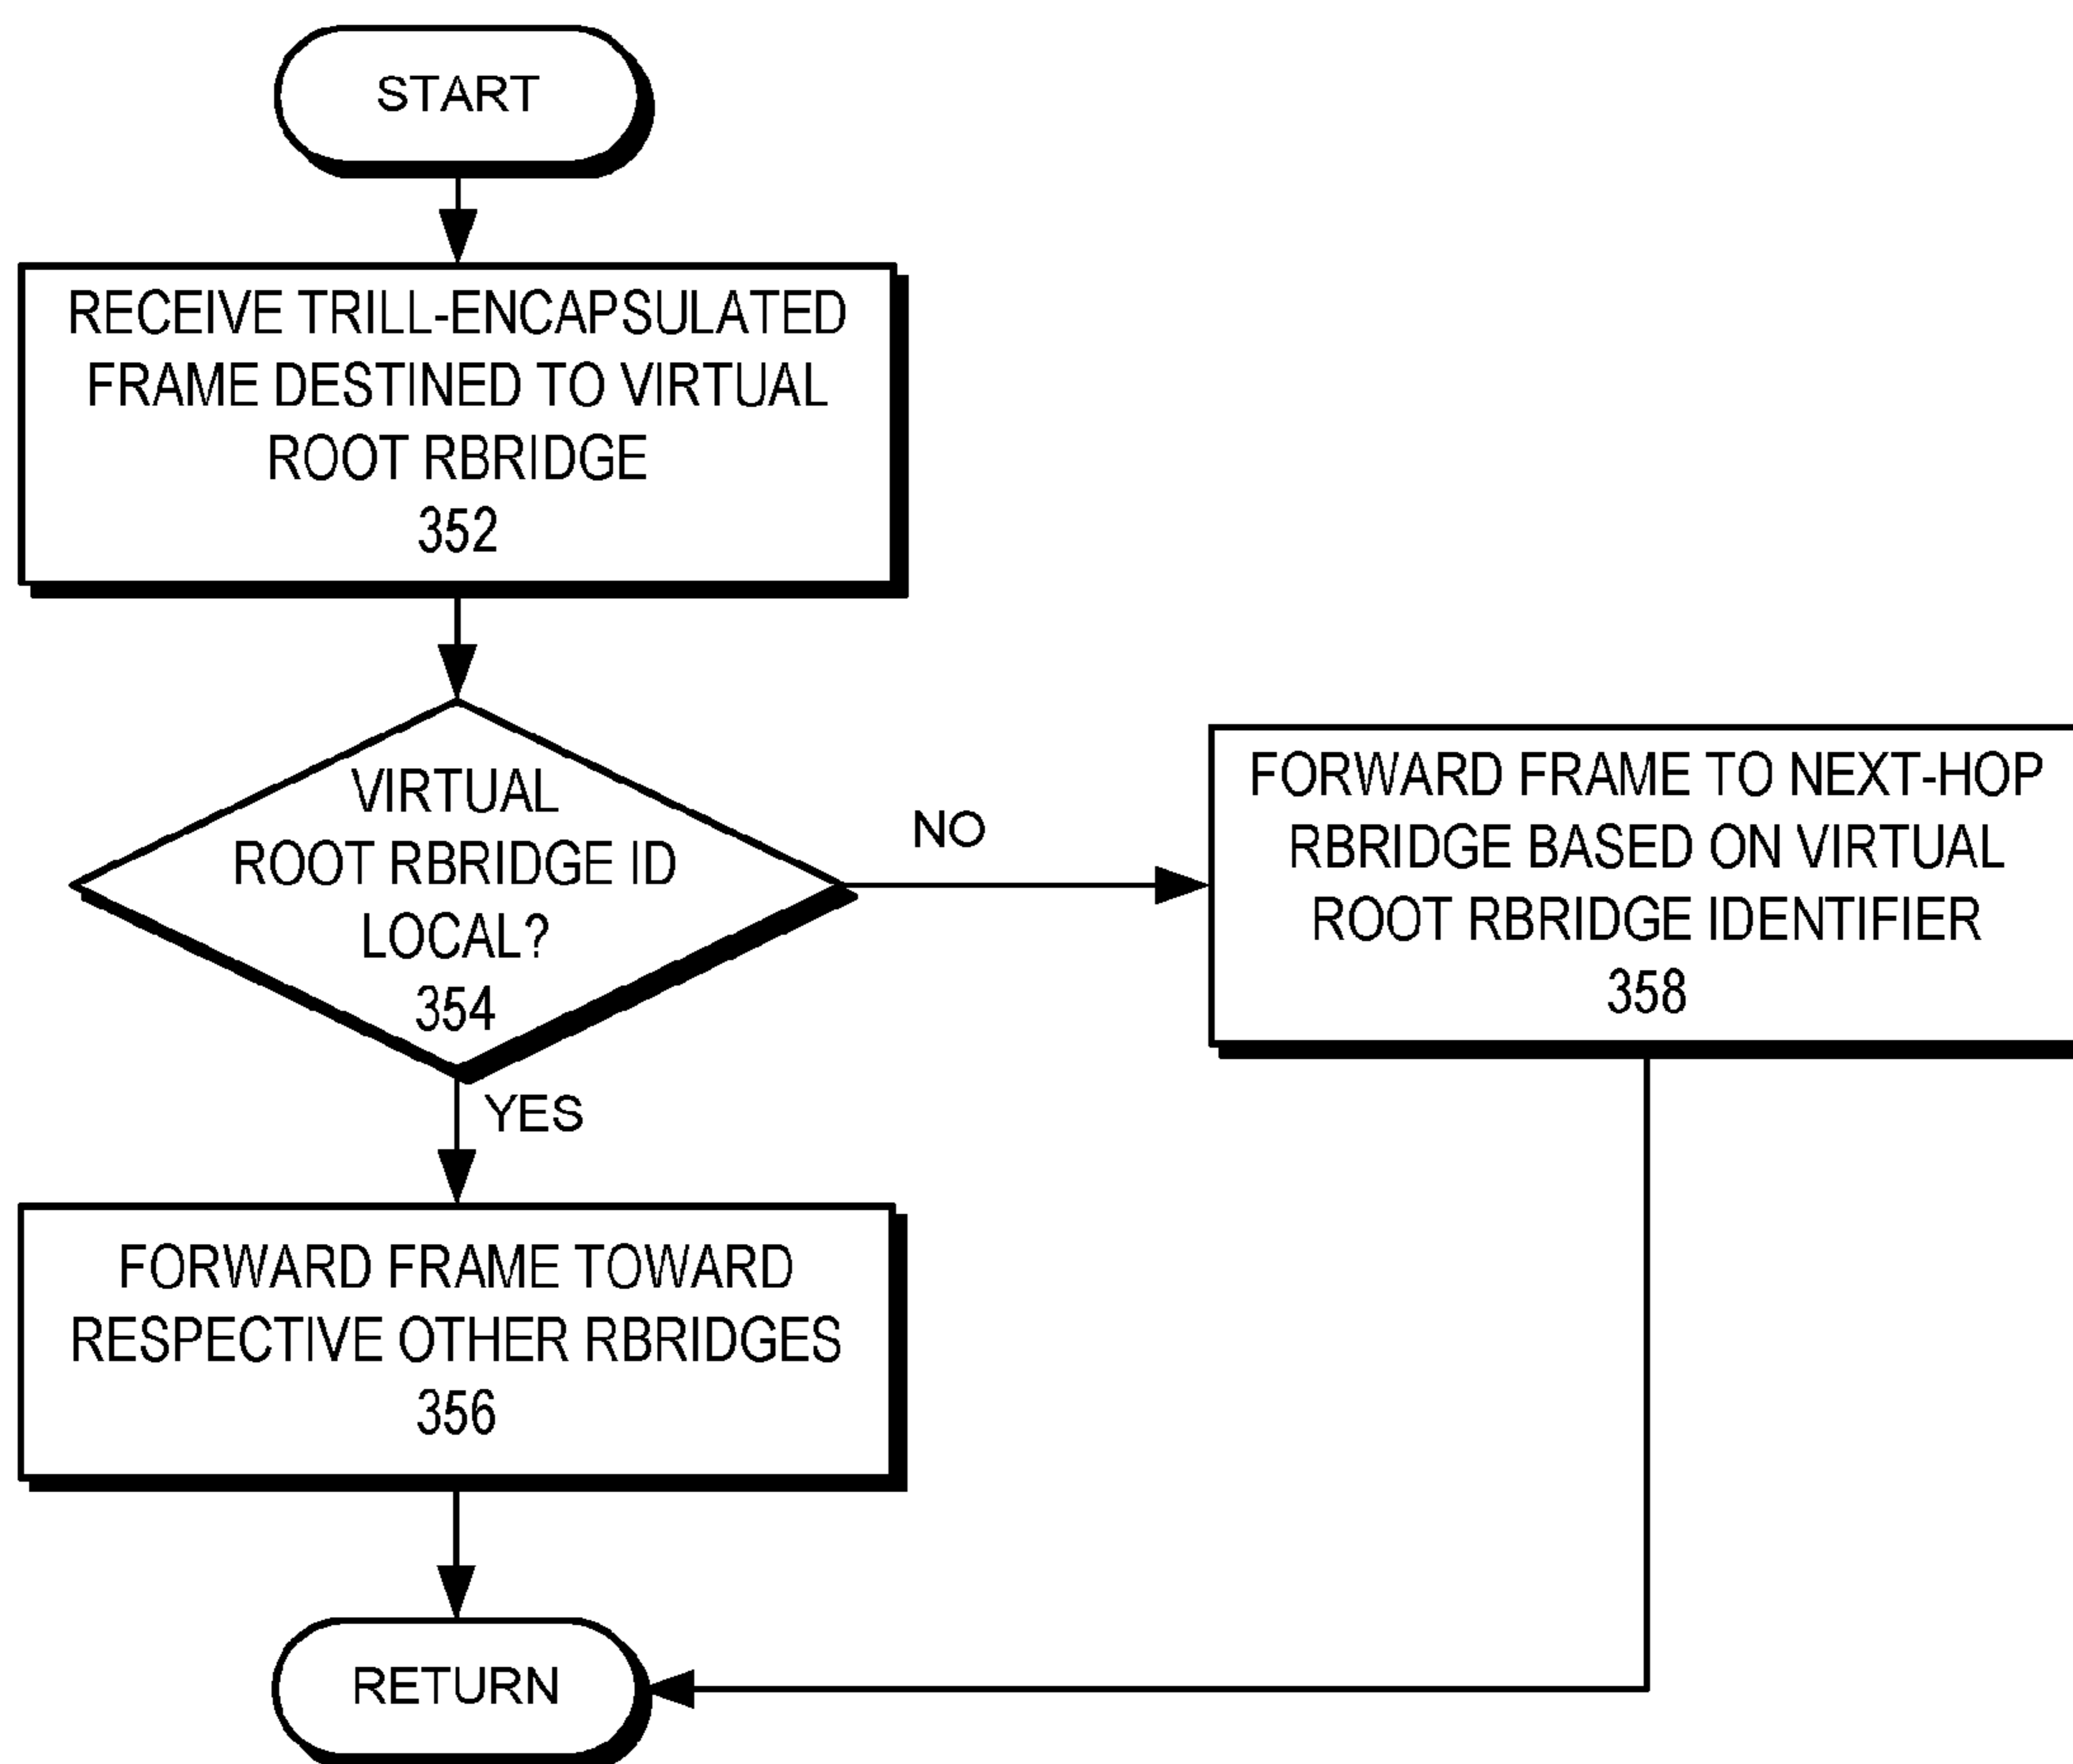 START
RECEIVE TRILL-ENCAPSULATED
FRAME DESTINED TO VIRTUAL
ROOT RBRIDGE
352
VIRTUAL
ROOT RBRIDGE ID
LOCAL?
354
NO
FORWARD FRAME TO NEXT-HOP
RBRIDGE BASED ON VIRTUAL
ROOT RBRIDGE IDENTIFIER
358
YES
FORWARD FRAME TOWARD
RESPECTIVE OTHER RBRIDGES
356
RETURN